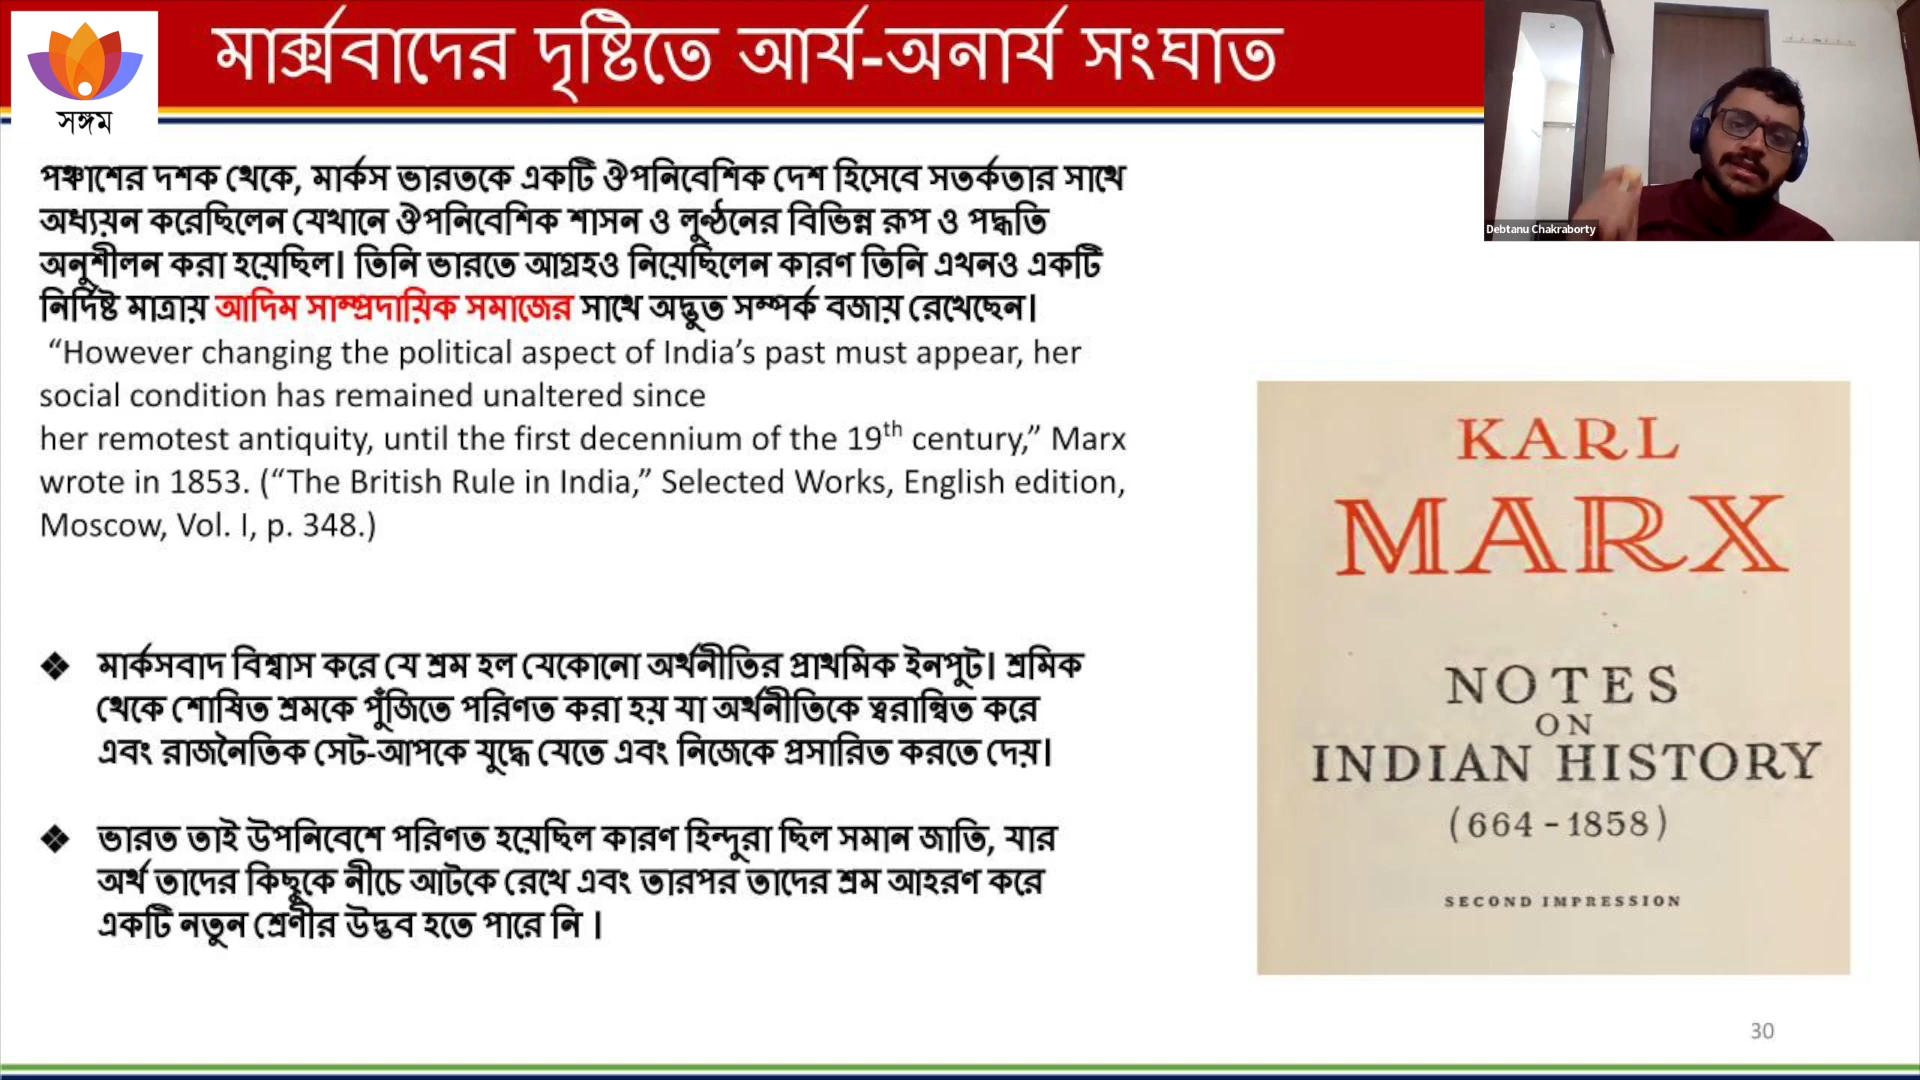 মার্ক্সবাদের দৃষ্টিতে আর্য-অনার্য সংঘাত
সঙ্গম
Debtanu Chakraborty
পঞ্চাশের দশক থেকে, মার্কস ভারতকে একটি ঔপনিবেশিক দেশ হিসেবে সতর্কতার সাথে
অধ্যয়ন করেছিলেন যেখানে ঔপনিবেশিক শাসন ও লুণ্ঠনের বিভিন্ন রূপ ও পদ্ধতি
অনুশীলন করা হয়েছিল। তিনি ভারতে আগ্রহও নিয়েছিলেন কারণ তিনি এখনও একটি
নির্দিষ্ট মাত্রায় আদিম সাম্প্রদায়িক সমাজের সাথে অদ্ভুত সম্পর্ক বজায় রেখেছেন।
“However changing the political aspect of India’s past must appear, her
social condition has remained unaltered since
her remotest antiquity, until the first decennium of the 19th century,” Marx
wrote in 1853. (“The British Rule in India,” Selected Works, English edition,
Moscow, Vol. I, p. 348.)
❖ মার্কসবাদ বিশ্বাস করে যে শ্রম হল যেকোনো অর্থনীতির প্রাথমিক ইনপুট। শ্রমিক
থেকে শোষিত শ্রমকে পুঁজিতে পরিণত করা হয় যা অর্থনীতিকে ত্বরান্বিত করে
এবং রাজনৈতিক সেট-আপকে যুদ্ধে যেতে এবং নিজেকে প্রসারিত করতে দেয়।
❖ ভারত তাই উপনিবেশে পরিণত হয়েছিল কারণ হিন্দুরা ছিল সমান জাতি, যার
অর্থ তাদের কিছুকে নীচে আটকে রেখে এবং তারপর তাদের শ্রম আহরণ করে
একটি নতুন শ্রেণীর উদ্ভব হতে পারে নি ।
KARL
MARX
NOTES
ON
INDIAN HISTORY
(664-1858)
SECOND IMPRESSION
30